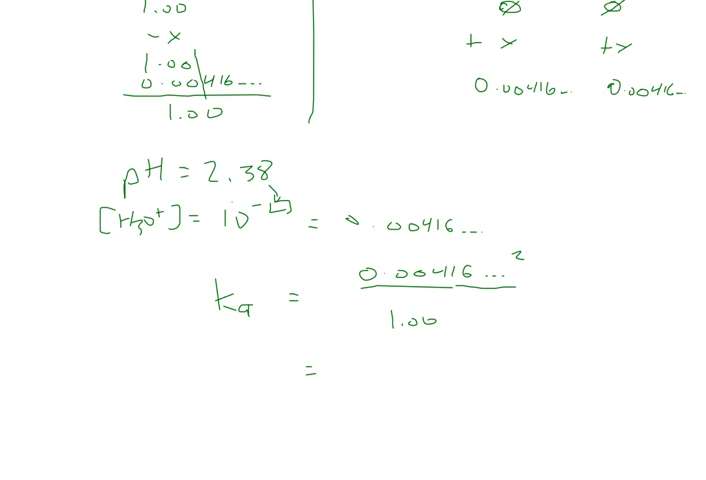 1.00 ∅ ∅
- x + x + x
1.00
0.00416... 0.00416... 0.00416...
1.00
pH = 2.38
[H3O+] = 10^-□ = 0.00416...
Ka = 0.00416...^2 / 1.00
=